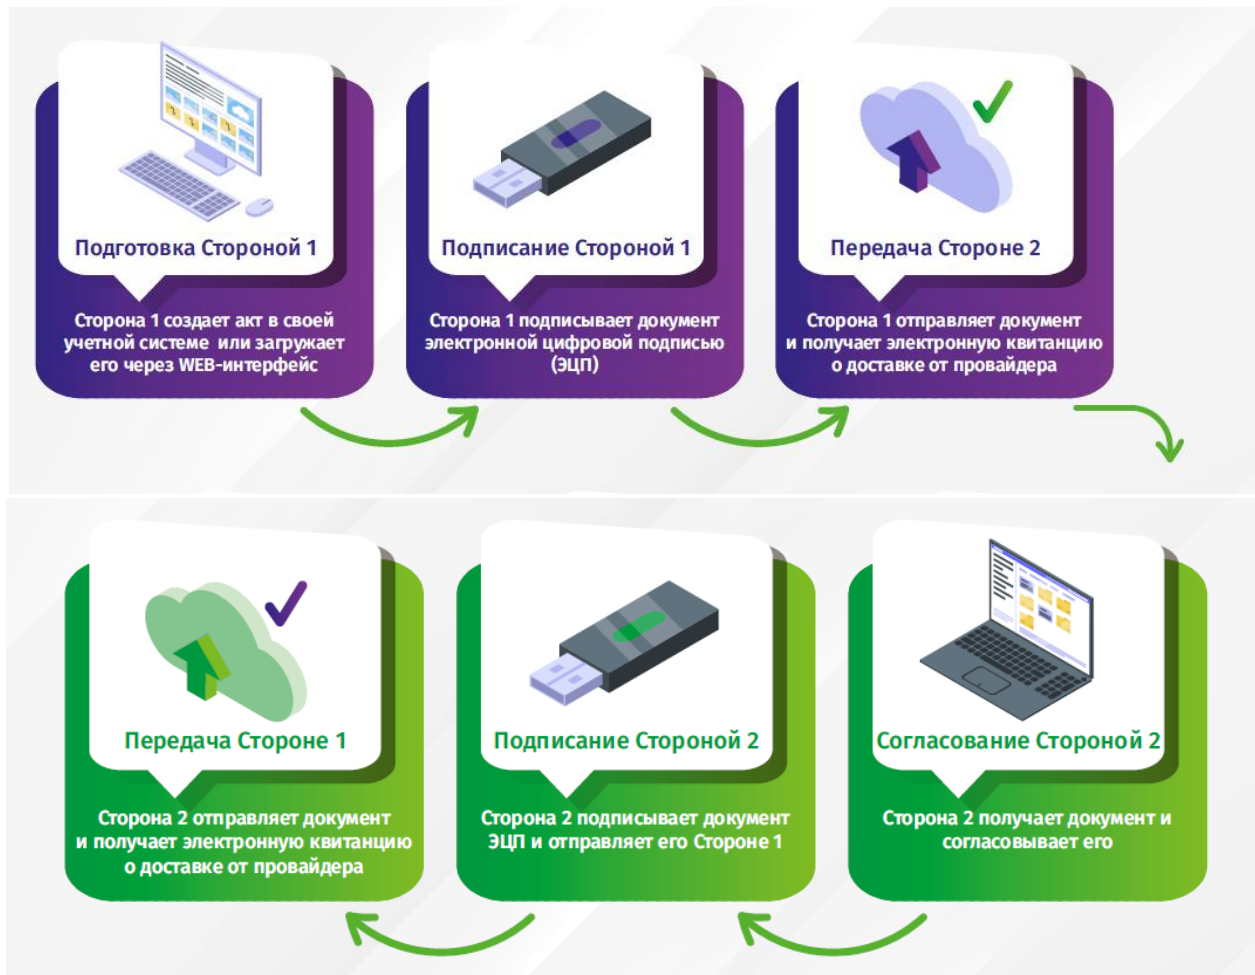 Подготовка Стороной 1
Сторона 1 создает акт в своей
учетной системе или загружает
его через WEB-интерфейс
Подписание Стороной 1
Сторона 1 подписывает документ
электронной цифровой подписью
(ЭЦП)
Передача Стороне 2
Сторона 1 отправляет документ
и получает электронную квитанцию
о доставке от провайдера
Передача Стороне 1
Сторона 2 отправляет документ
и получает электронную квитанцию
о доставке от провайдера
Подписание Стороной 2
Сторона 2 подписывает документ
ЭЦП и отправляет его Стороне 1
Согласование Стороной 2
Сторона 2 получает документ и
согласовывает его